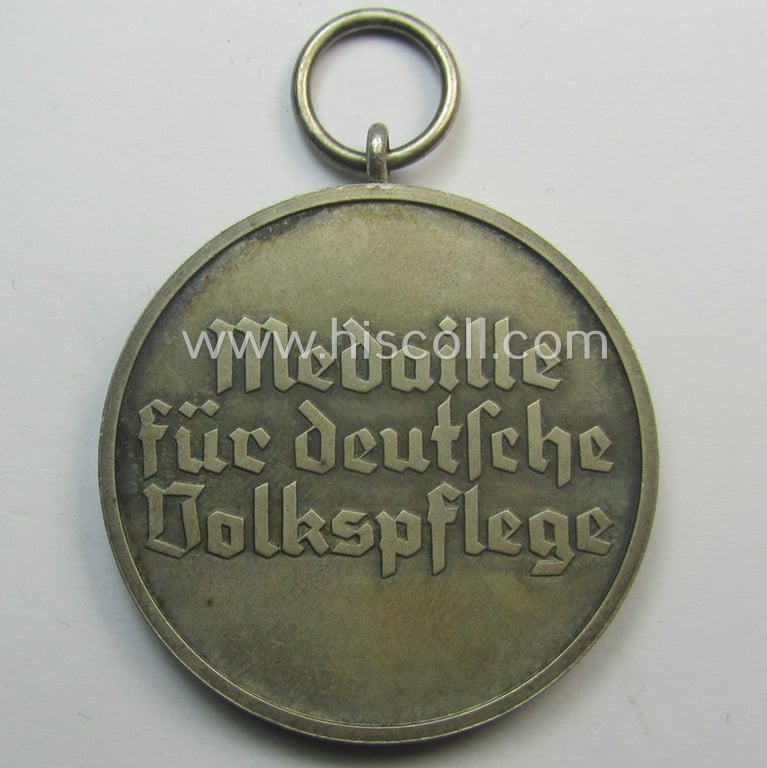 www.hiscoll.com
Medaille
für deutſche
Volkspflege